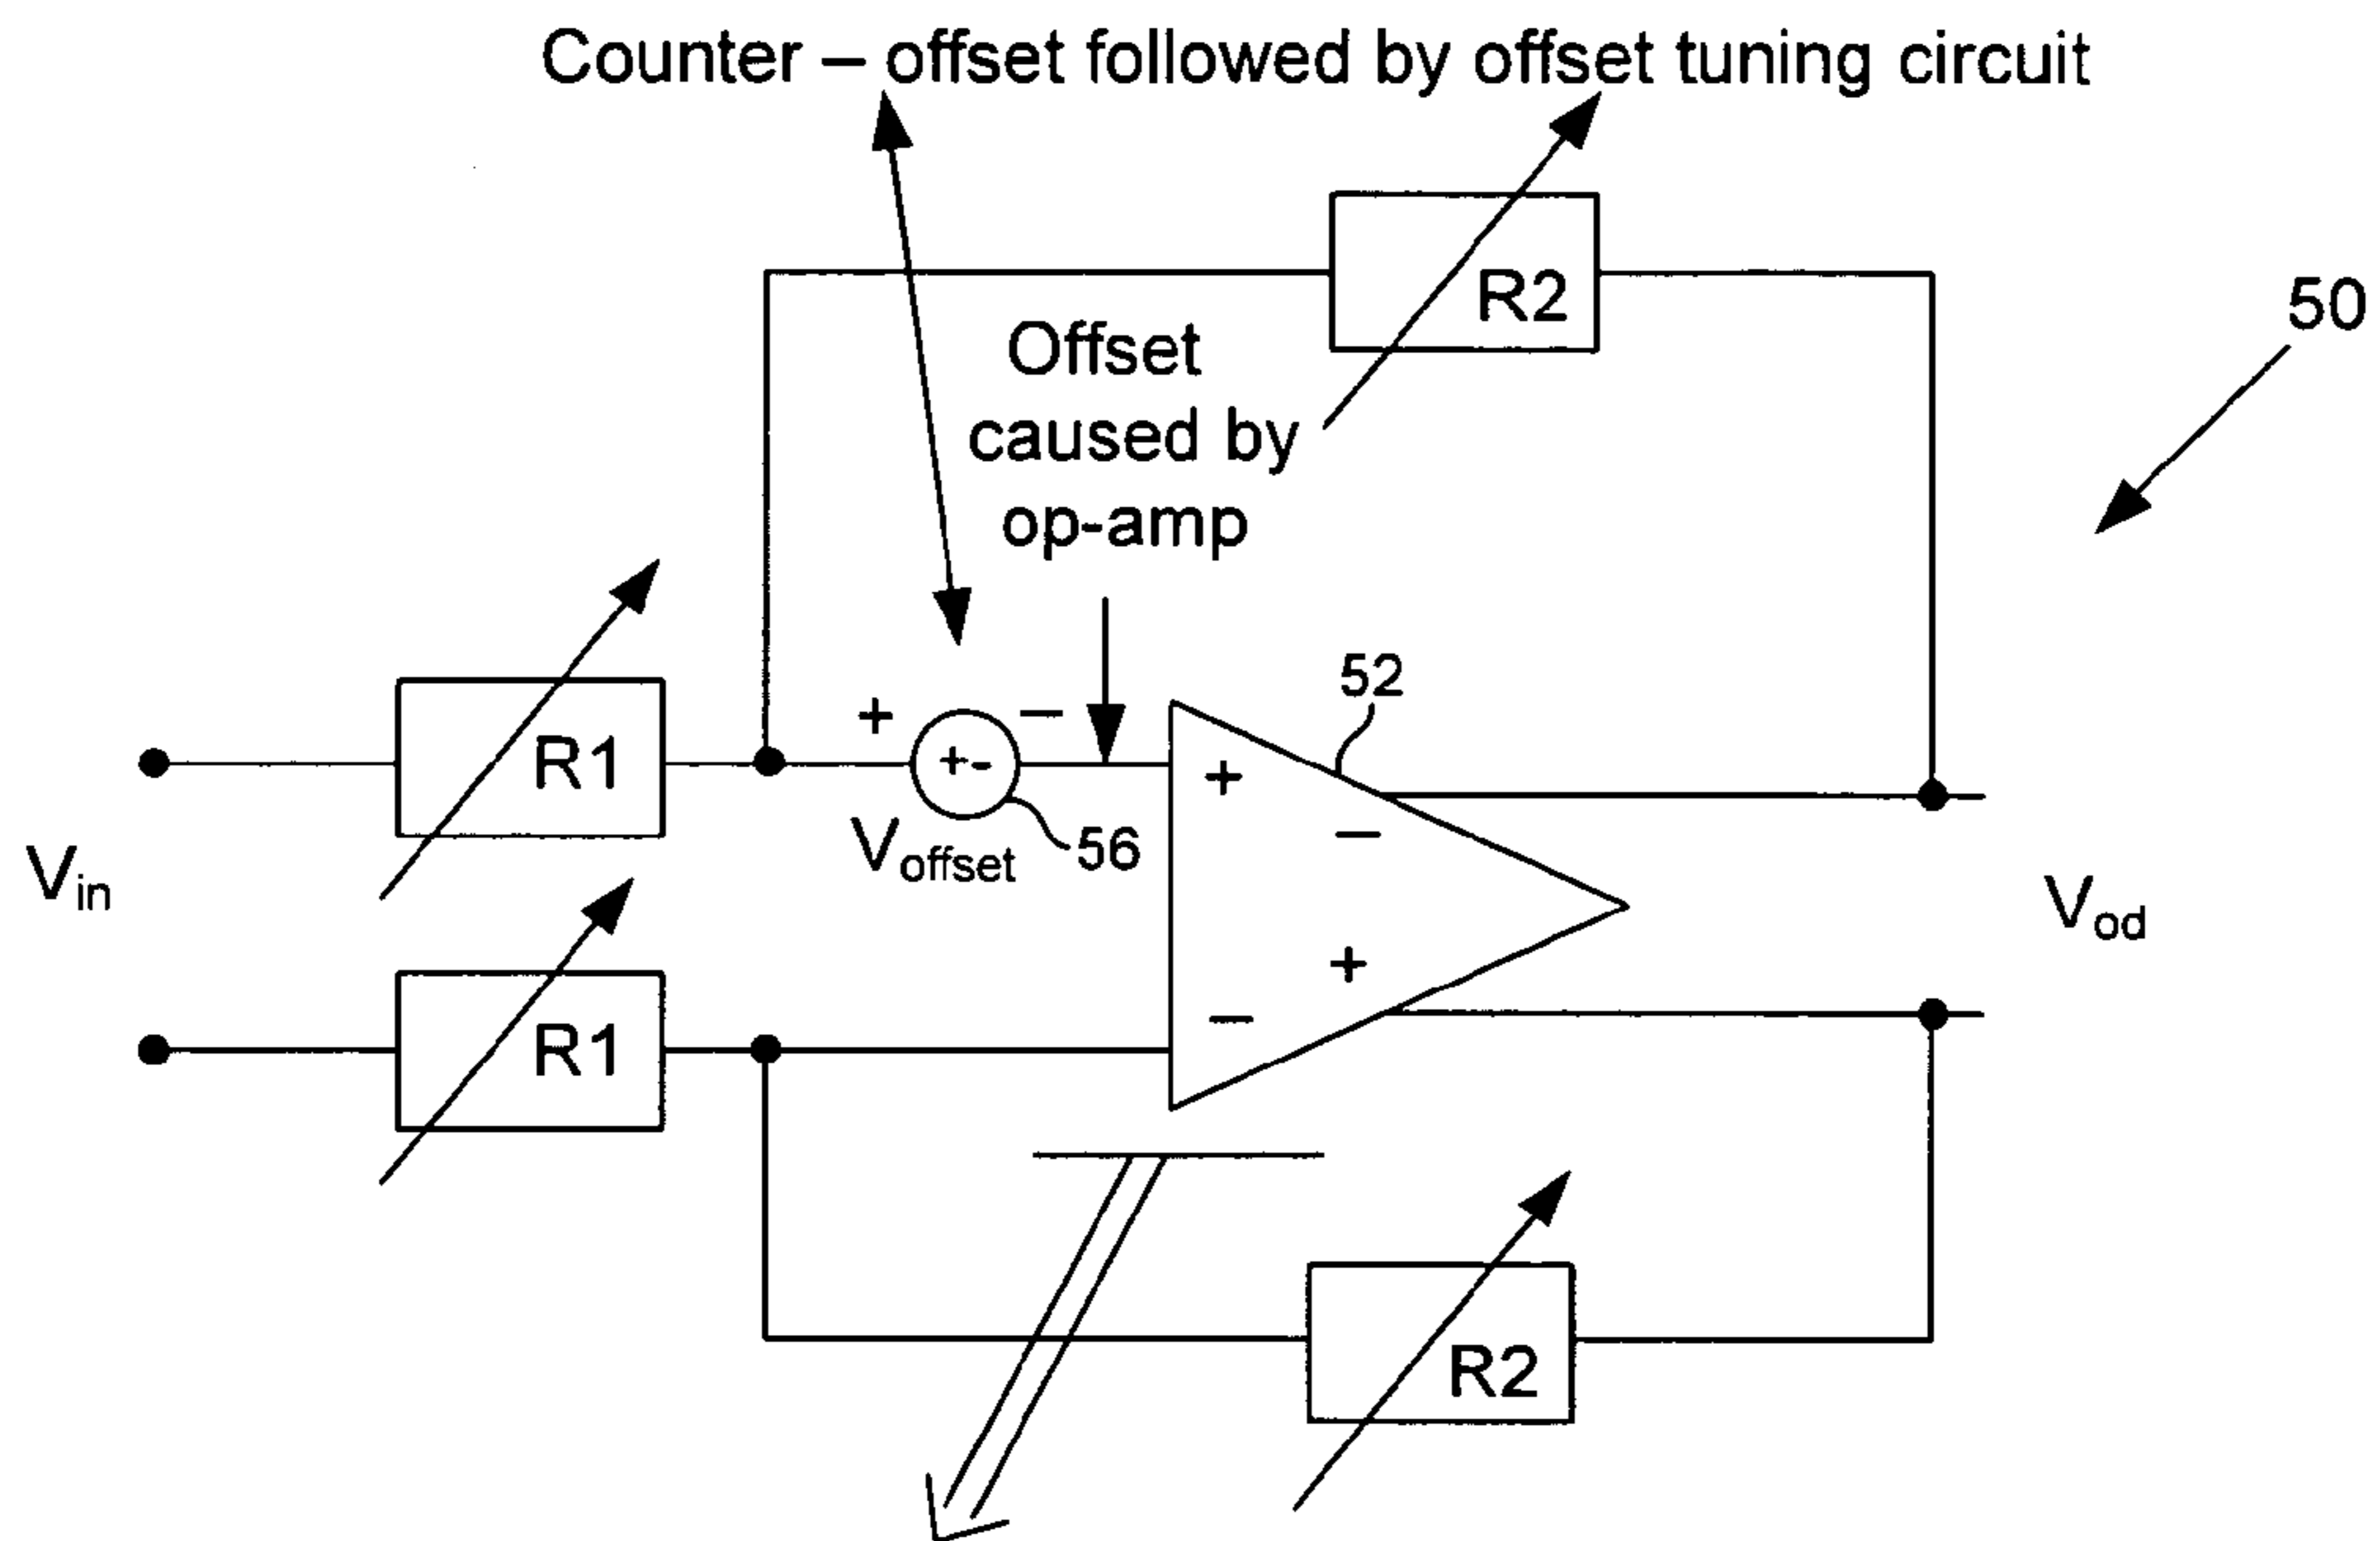 Counter – offset followed by offset tuning circuit
R2
50
Offset
caused by
op-amp
52
R1
+
–
+-
+
56
V offset
–
Vin
Vod
R1
+
–
R2